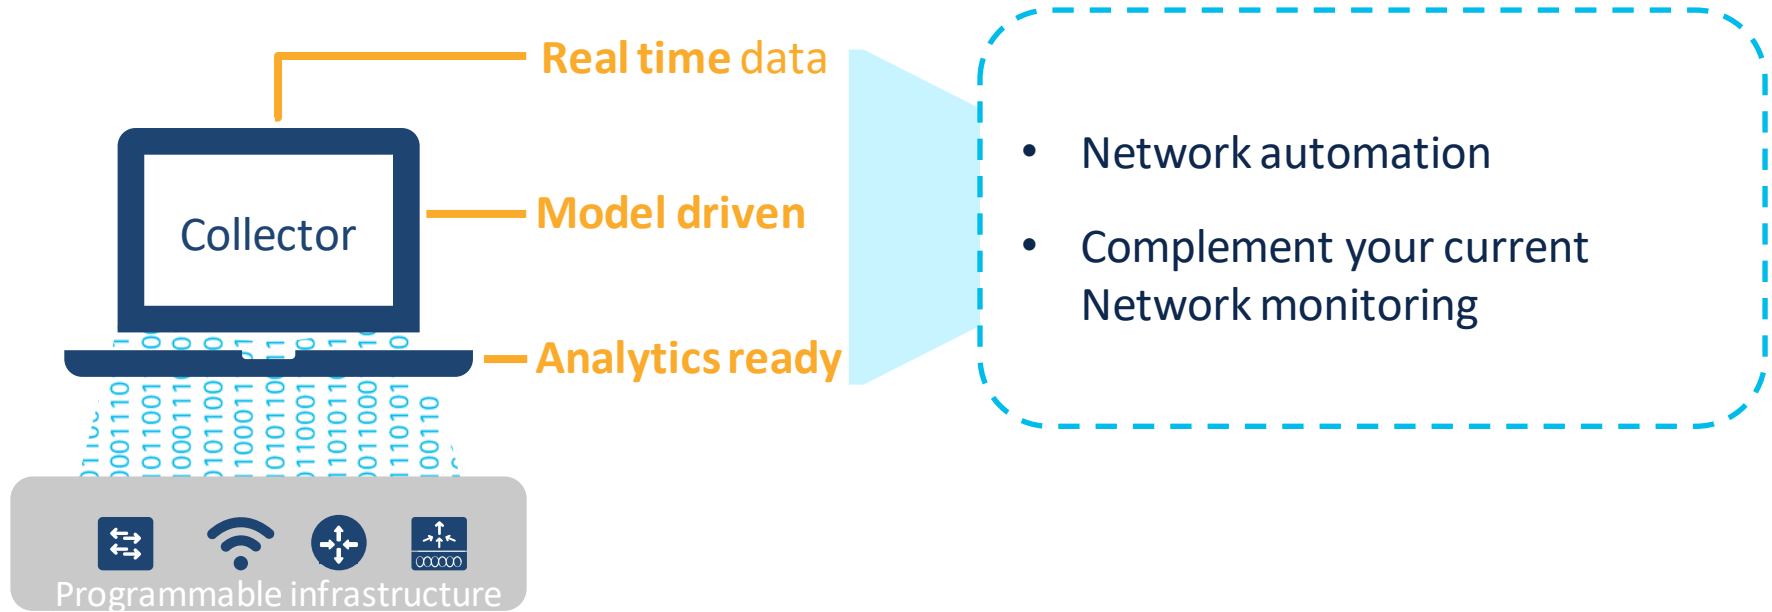 Real time data
Collector
Model driven
Analytics ready
Programmable infrastructure
• Network automation
• Complement your current
Network monitoring